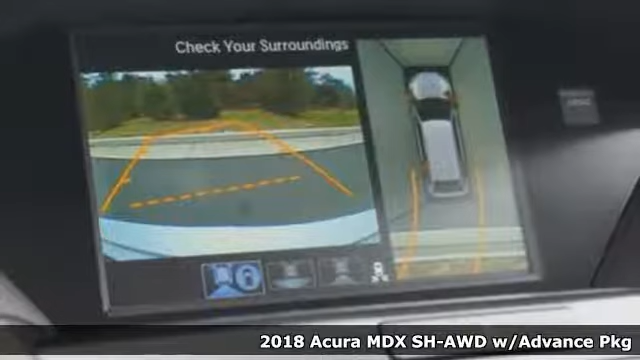 Check Your Surroundings
2018 Acura MDX SH-AWD w/Advance Pkg